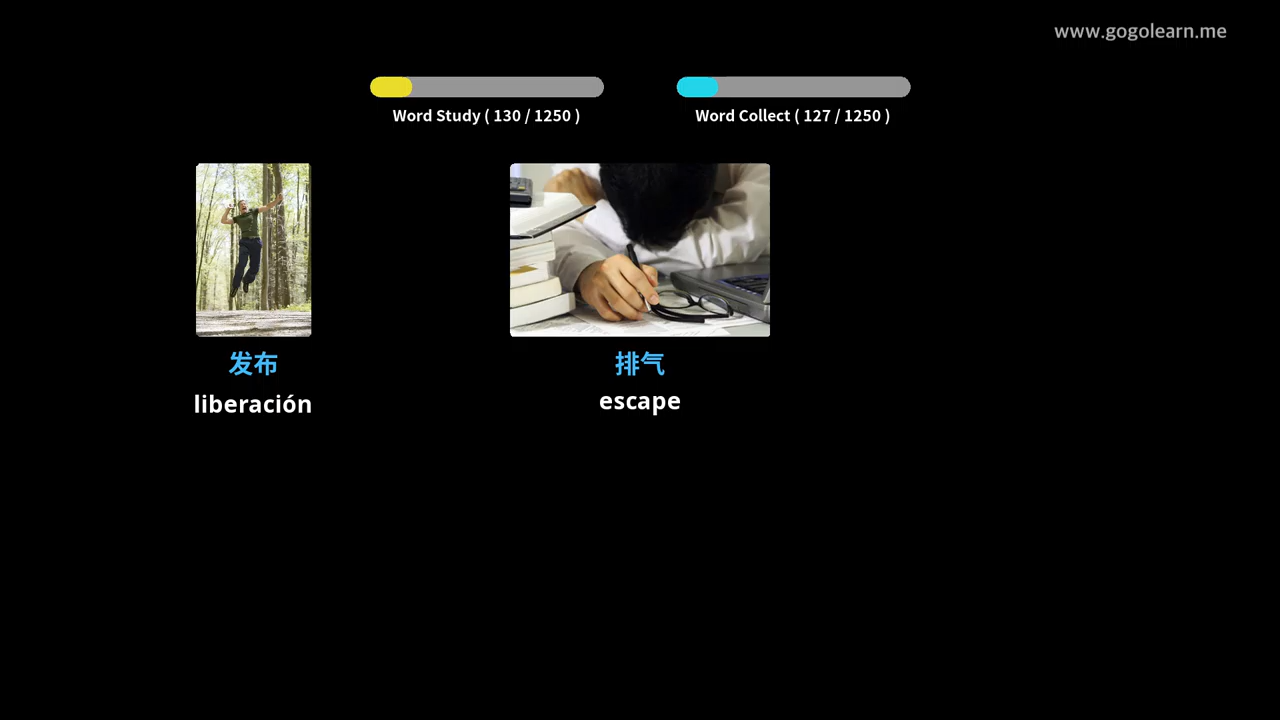 www.gogolearn.me
Word Study ( 130 / 1250 )
Word Collect ( 127 / 1250 )
发布
liberación
排气
escape